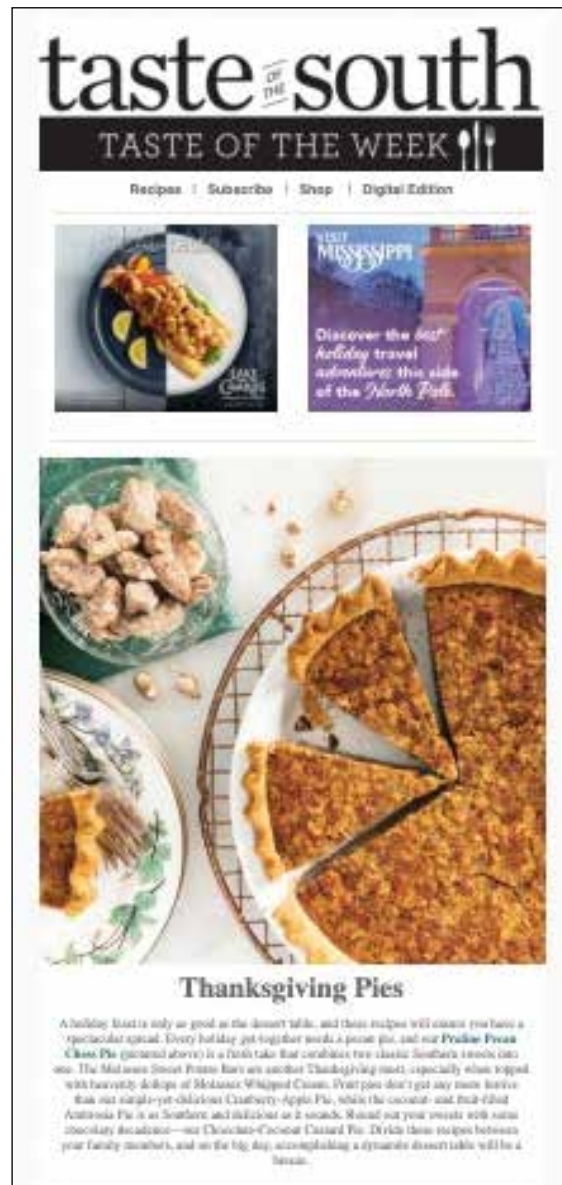 taste OF THE south
TASTE OF THE WEEK
Recipes | Subscribe | Shop | Digital Edition
LAKE CHARLES
VISIT
MISSISSIPPI
Discover the best
holiday travel
adventures this side
of the North Pole.
Thanksgiving Pies
A holiday feast is only as good as the dessert table, and these recipes will ensure you have a
spectacular spread. Every holiday get-together needs a pecan pie, and our Praline Pecan
Chess Pie (pictured above) is a fresh take that combines two classic Southern sweets into
one. The Molasses Sweet Potato Bars are another Thanksgiving must, especially when topped
with heavenly dollops of Molasses Whipped Cream. Fruit pies don't get any more festive
than our simple-yet-delicious Cranberry-Apple Pie, while the coconut- and fruit-filled
Ambrosia Pie is as Southern and delicious as it sounds. Round out your sweets with some
chocolaty decadence—our Chocolate-Coconut Custard Pie. Divide these recipes between
your family members, and on the big day, accomplishing a dynamite dessert table will be a
breeze.